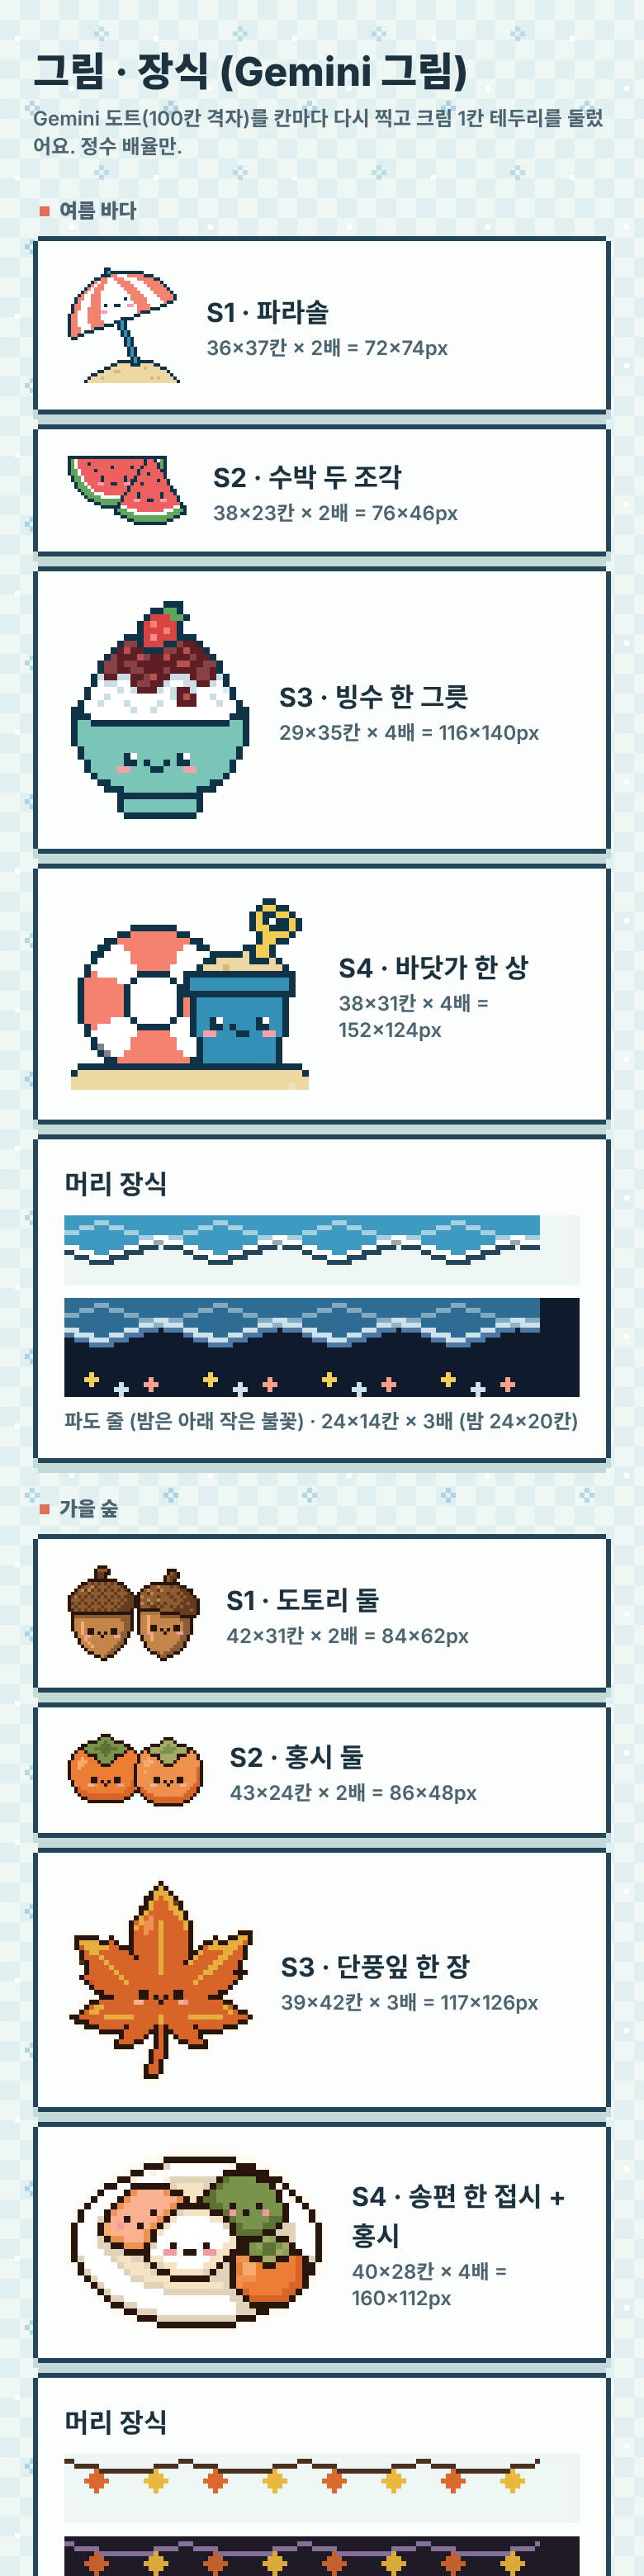 그림 · 장식 (Gemini 그림)
Gemini 도트(100칸 격자)를 칸마다 다시 찍고 크림 1칸 테두리를 둘렀
어요. 정수 배율만.
여름 바다
S1 · 파라솔
36×37칸 × 2배 = 72×74px
S2 · 수박 두 조각
38×23칸 × 2배 = 76×46px
S3 · 빙수 한 그릇
29×35칸 × 4배 = 116×140px
S4 · 바닷가 한 상
38×31칸 × 4배 =
152×124px
머리 장식
파도 줄 (밤은 아래 작은 불꽃) · 24×14칸 × 3배 (밤 24×20칸)
가을 숲
S1 · 도토리 둘
42×31칸 × 2배 = 84×62px
S2 · 홍시 둘
43×24칸 × 2배 = 86×48px
S3 · 단풍잎 한 장
39×42칸 × 3배 = 117×126px
S4 · 송편 한 접시 +
홍시
40×28칸 × 4배 =
160×112px
머리 장식